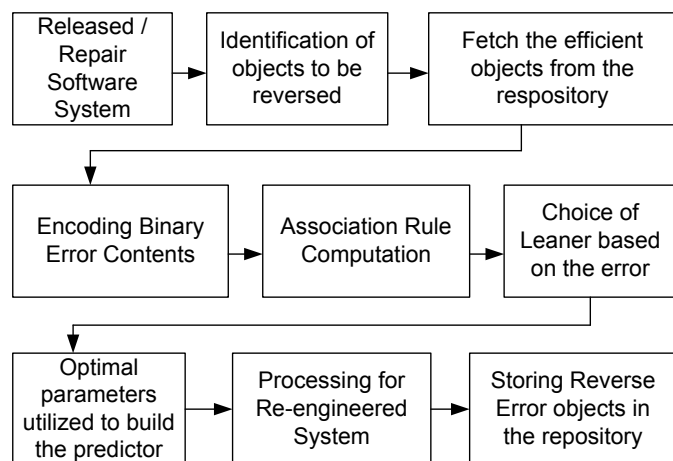 Released /
Repair
Software
System
Identification of
objects to be
reversed
Fetch the efficient
objects from the
respository
Encoding Binary
Error Contents
Association Rule
Computation
Choice of
Leaner based
on the error
Optimal
parameters
utilized to build
the predictor
Processing for
Re-engineered
System
Storing Reverse
Error objects in
the repository